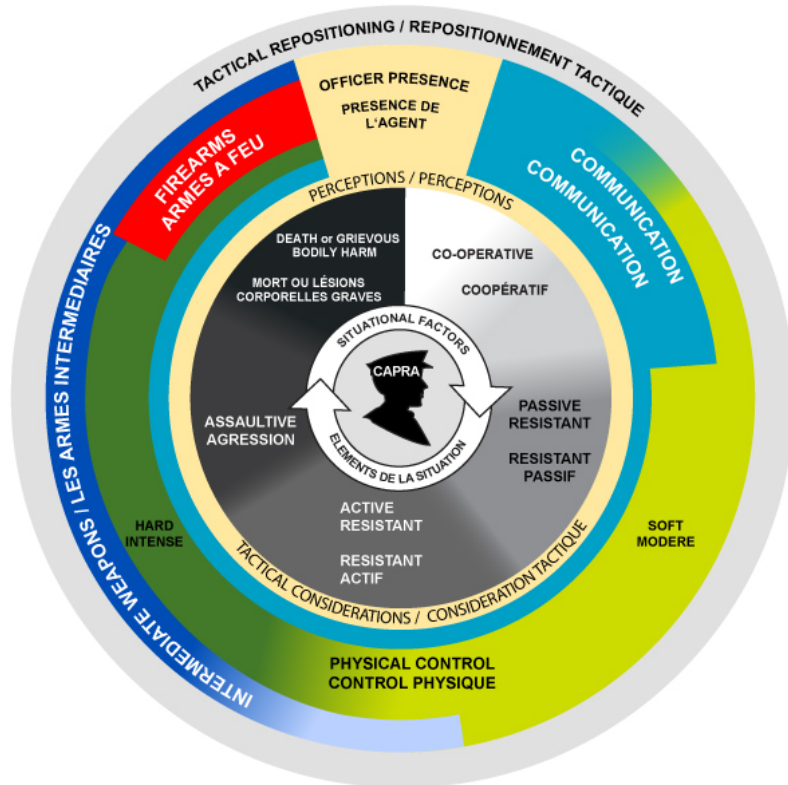 TACTICAL REPOSITIONING / REPOSITIONNEMENT TACTIQUE
OFFICER PRESENCE
PRESENCE DE
L'AGENT
COMMUNICATION
COMMUNICATION
FIREARMS
ARMES A FEU
INTERMEDIATE WEAPONS / LES ARMES INTERMEDIAIRES
PERCEPTIONS / PERCEPTIONS
DEATH or GRIEVOUS
BODILY HARM
MORT OU LÉSIONS
CORPORELLES GRAVES
CO-OPERATIVE
COOPÉRATIF
SITUATIONAL FACTORS
CAPRA
ELEMENTS DE LA SITUATION
ASSAULTIVE
AGRESSION
PASSIVE
RESISTANT
RESISTANT
PASSIF
ACTIVE
RESISTANT
RESISTANT
ACTIF
HARD
INTENSE
SOFT
MODERE
TACTICAL CONSIDERATIONS / CONSIDERATION TACTIQUE
PHYSICAL CONTROL
CONTROL PHYSIQUE